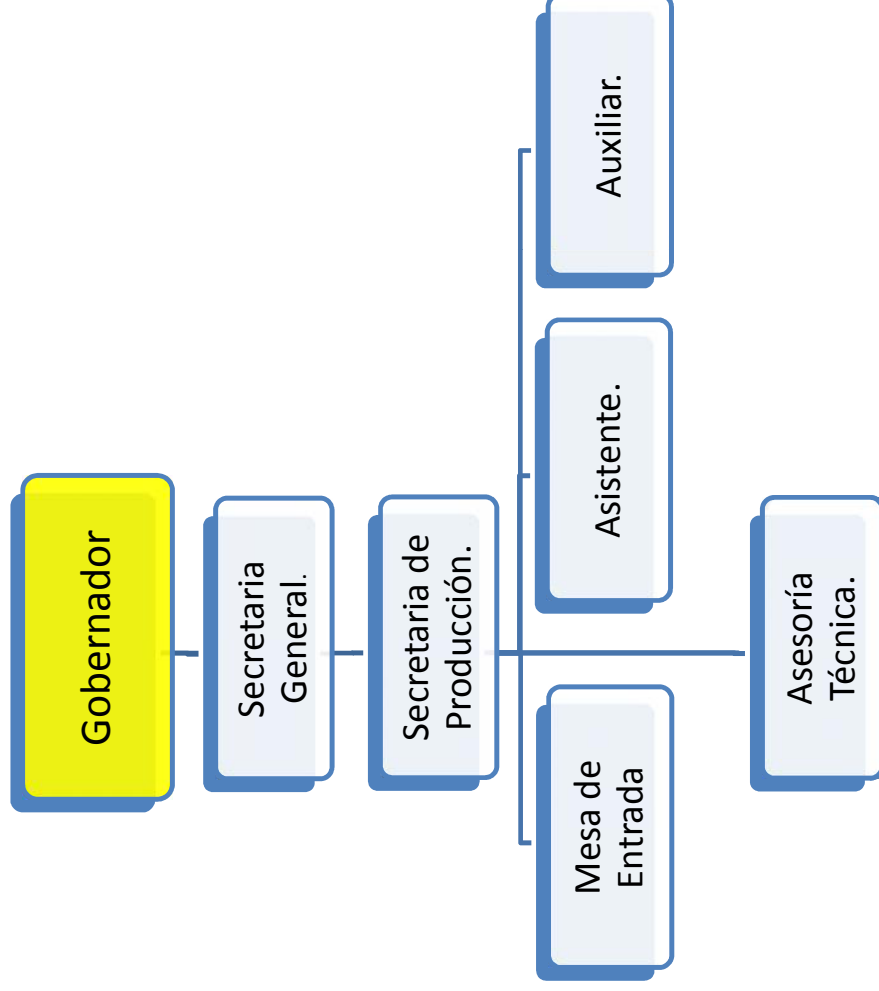 Gobernador
Secretaria
General.
Secretaria de
Producción.
Mesa de
Entrada
Asistente.
Auxiliar.
Asesoría
Técnica.